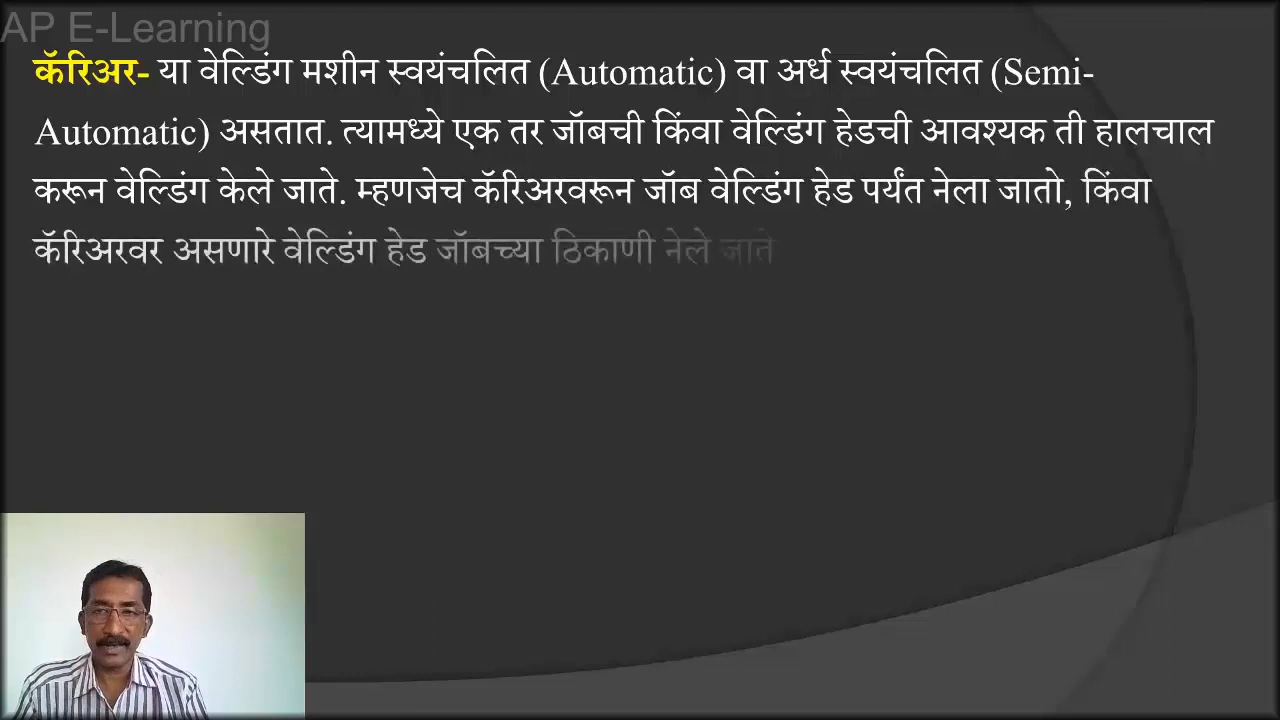 AP E-Learning
कॅरिअर- या वेल्डिंग मशीन स्वयंचलित (Automatic) वा अर्ध स्वयंचलित (Semi-
Automatic) असतात. त्यामध्ये एक तर जॉबची किंवा वेल्डिंग हेडची आवश्यक ती हालचाल
करून वेल्डिंग केले जाते. म्हणजेच कॅरिअरवरून जॉब वेल्डिंग हेड पर्यंत नेला जातो, किंवा
कॅरिअरवर असणारे वेल्डिंग हेड जॉबच्या ठिकाणी नेले जाते